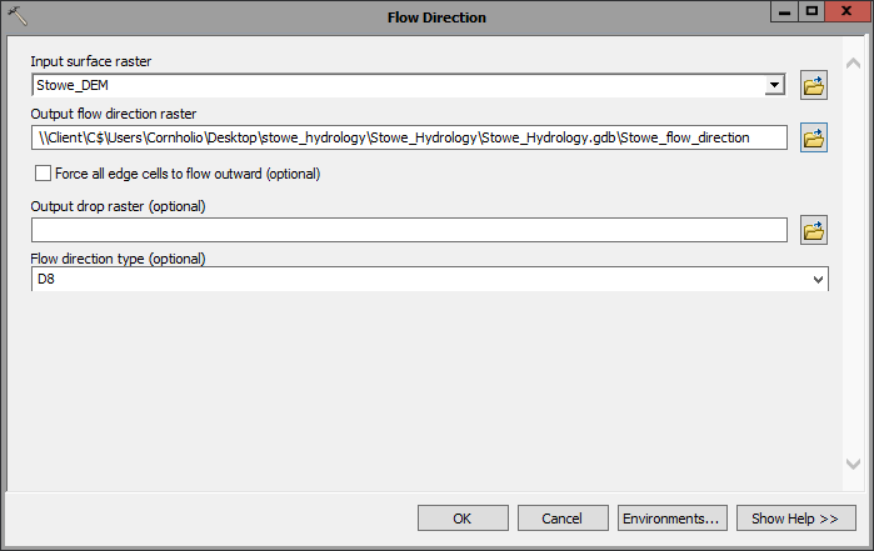 Flow Direction
Input surface raster
Stowe_DEM
Output flow direction raster
\\Client\C$\Users\Cornholio\Desktop\stowe_hydrology\Stowe_Hydrology\Stowe_Hydrology.gdb\Stowe_flow_direction
Force all edge cells to flow outward (optional)
Output drop raster (optional)
Flow direction type (optional)
D8
OK Cancel Environments... Show Help >>